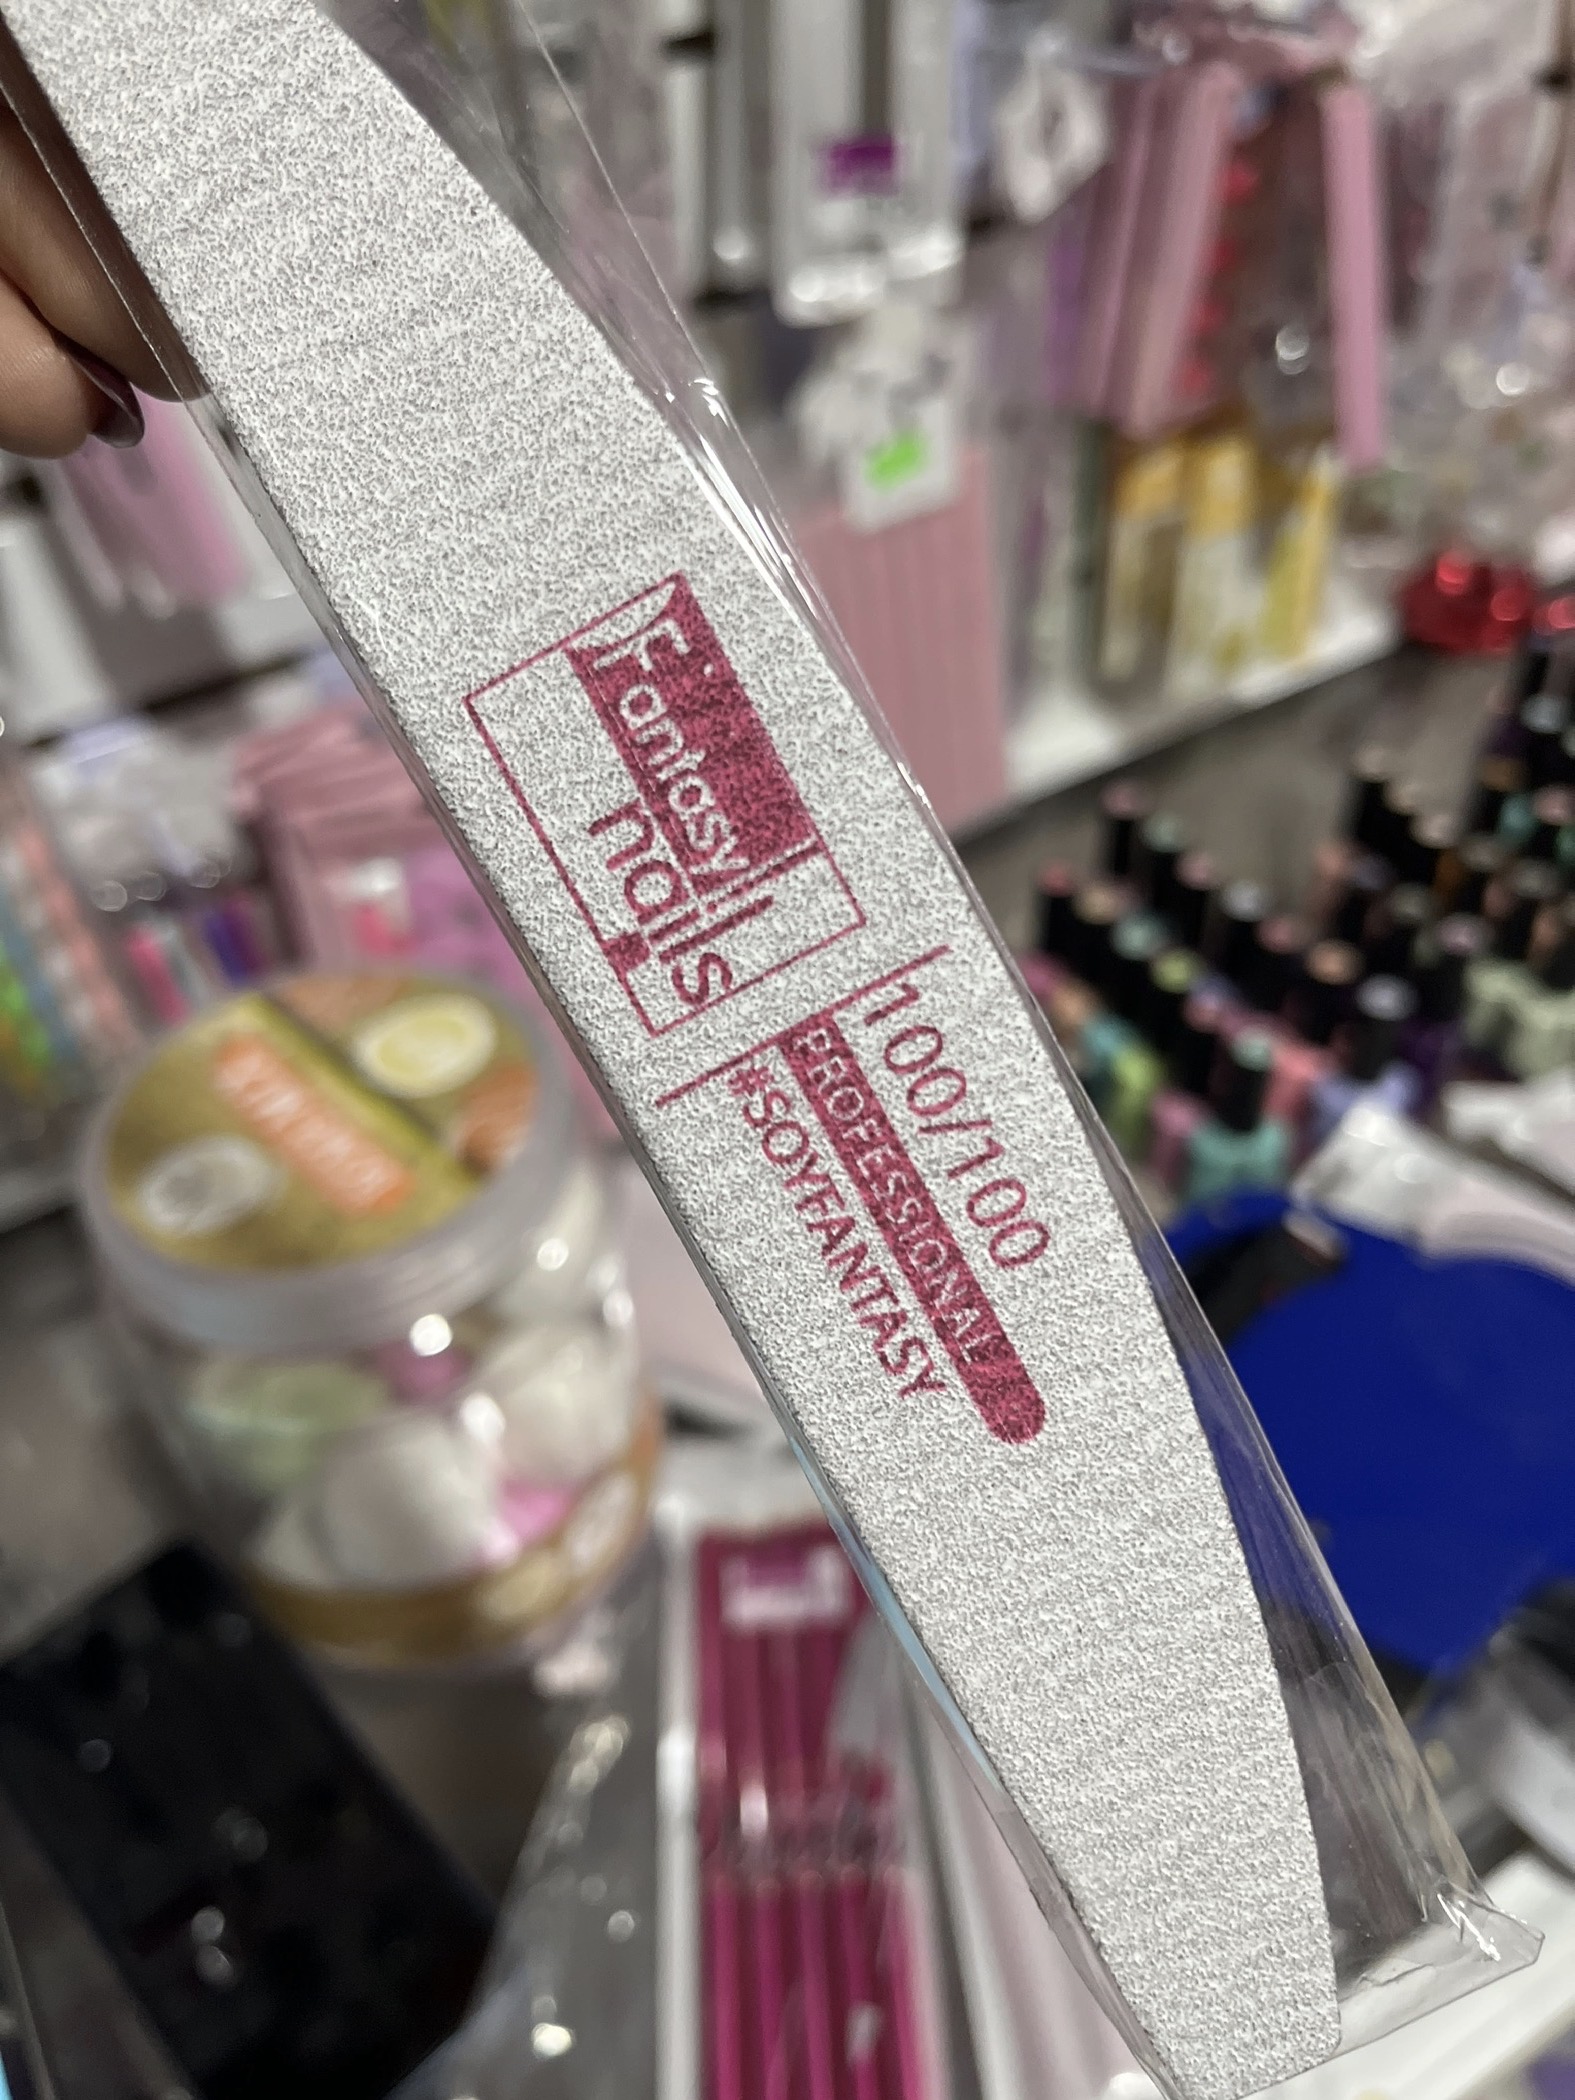 Fantasy
nails
100/100
PROFESSIONAL
#SOYFANTASY